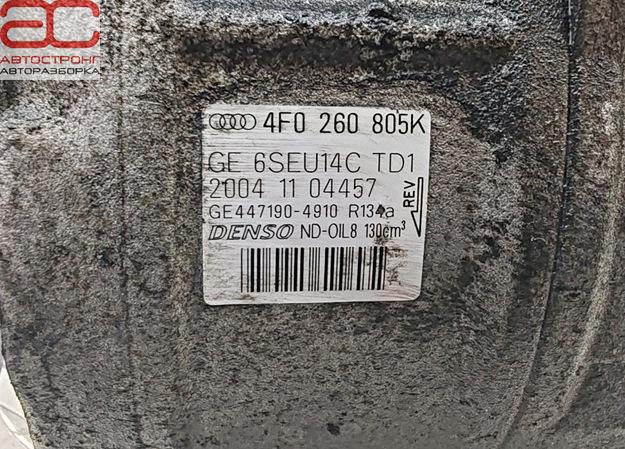 АС
АВТОСТРОНГ
АВТОРАЗБОРКА
4F0 260 805K
GE 6SEU14C TD1
2004 11 04457
GE447190-4910 R134a
REV
DENSO ND-OIL8 130cm³